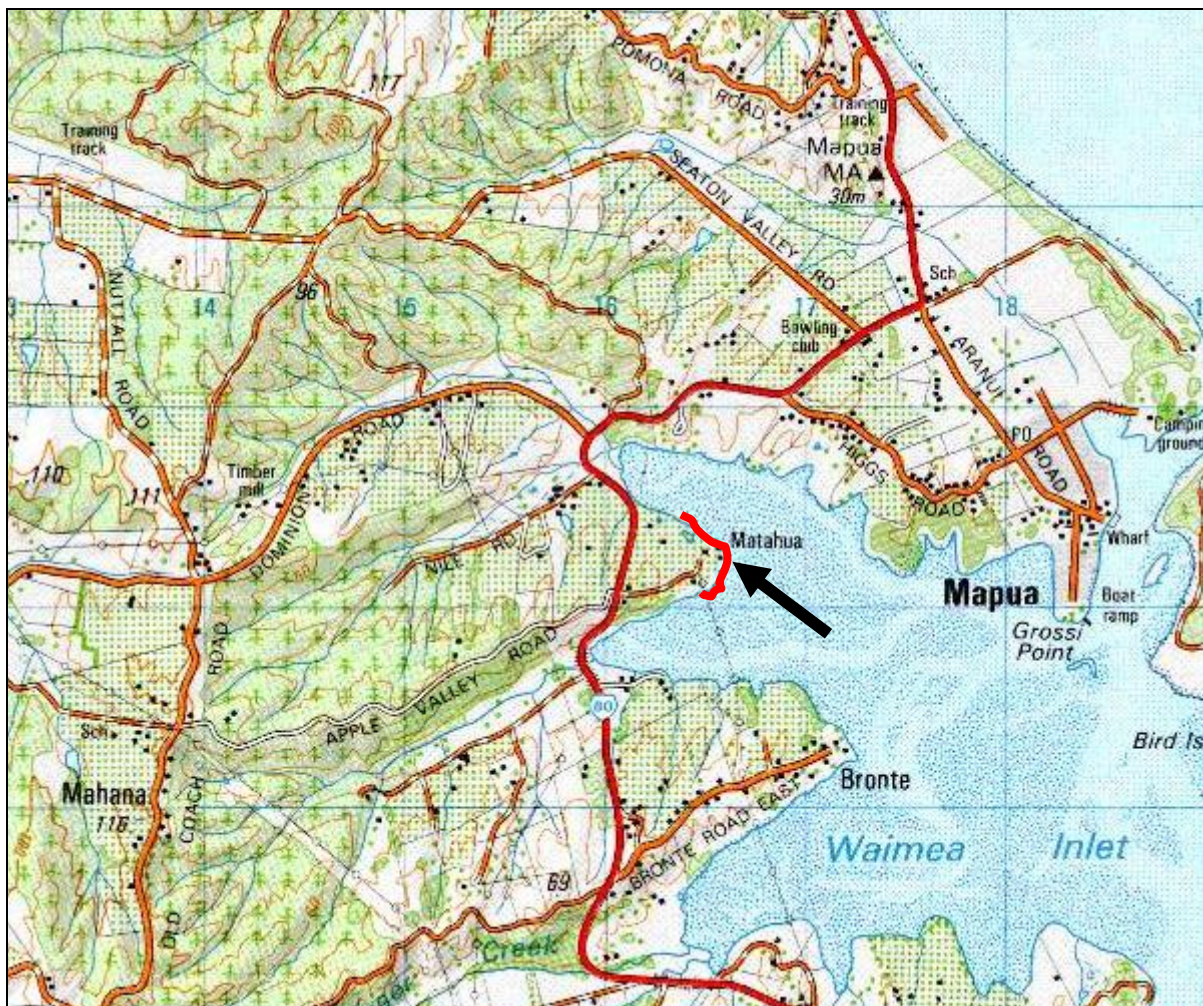 POMONA
ROAD
Training
track
Mapua
MA
30m
117
Training
track
SEATON VALLEY RD
NUTTALL
ROAD
14
15
16
17
18
96
Sch
Bowling
club
ARANUI
ROAD
PO
Camping
ground
HIGGS
ROAD
Wharf
Mapua
Boat
ramp
Grossi
Point
110
111
Timber
mill
DOMINION
ROAD
NILE RD
Matahua
ROAD
APPLE VALLEY ROAD
60
Sch
Mahana
116
OLD
COACH
Bird Is
Bronte
BRONTE ROAD EAST
69
Waimea Inlet
Creek